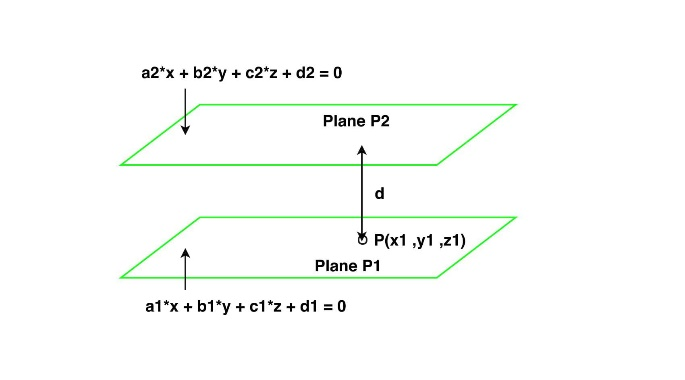 a2*x + b2*y + c2*z + d2 = 0
Plane P2
d
P(x1 ,y1 ,z1)
Plane P1
a1*x + b1*y + c1*z + d1 = 0